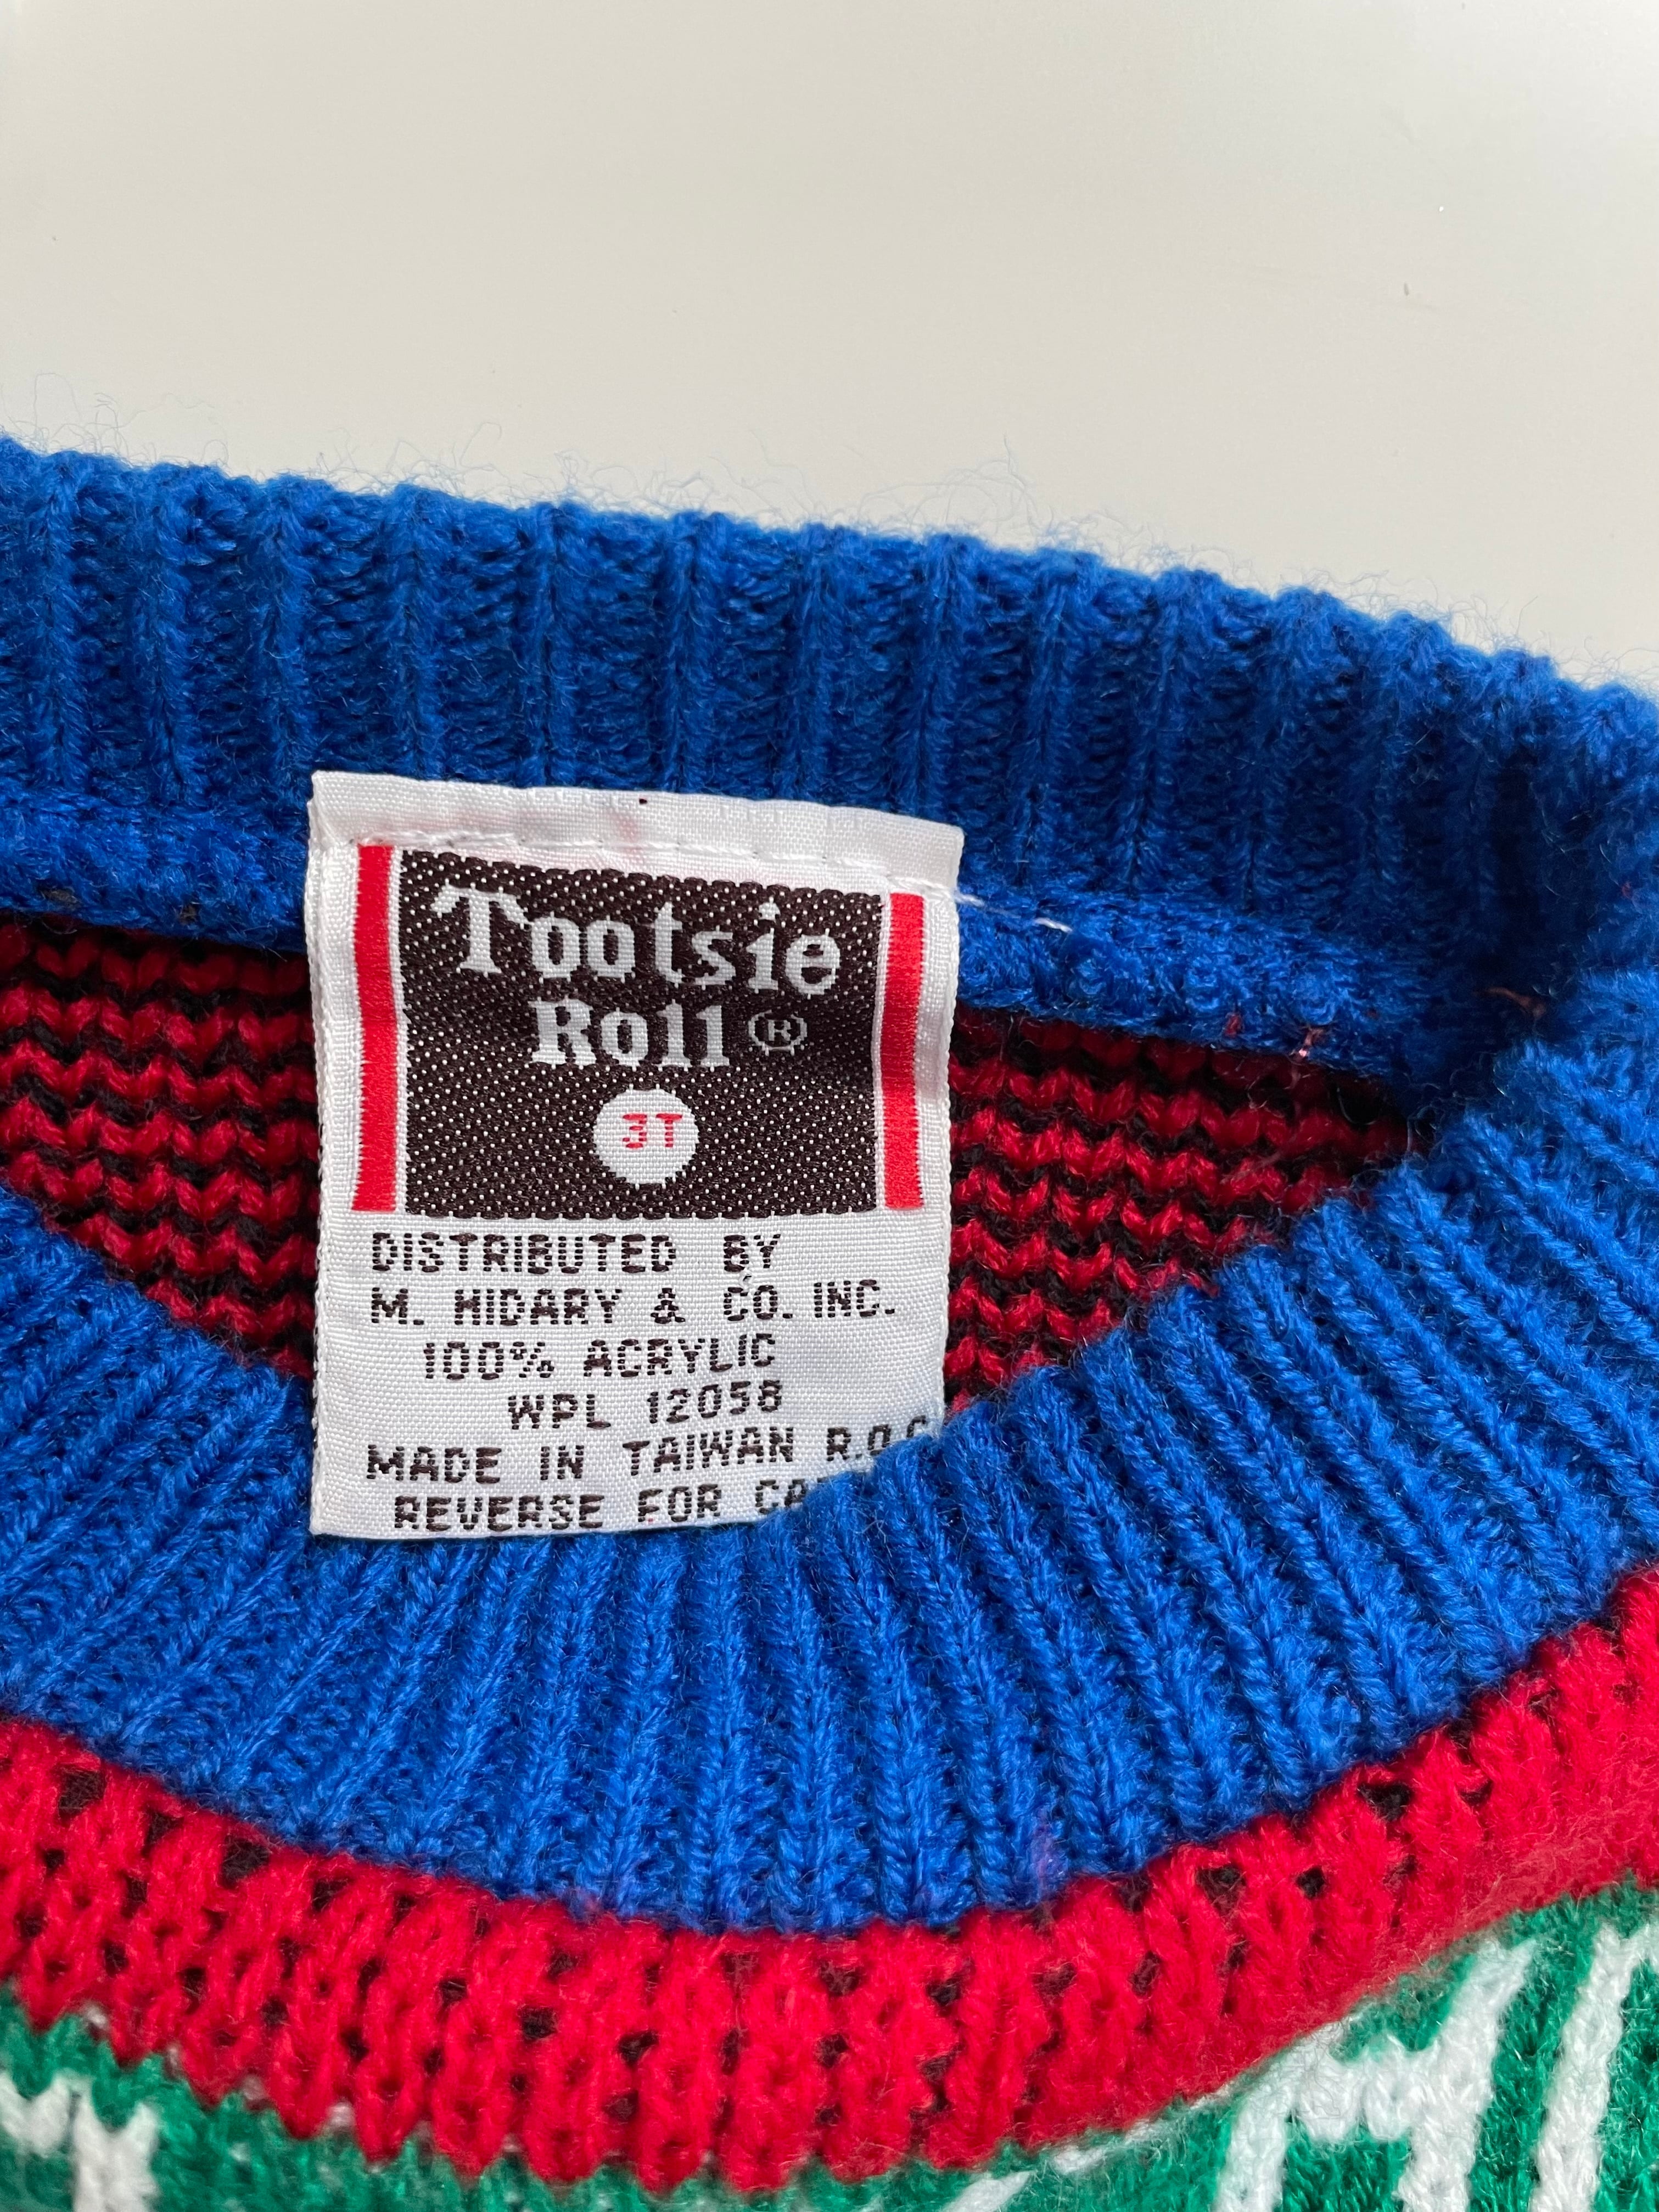 Tootsie
Roll ®
3T
DISTRIBUTED BY
M. HIDARY & CO. INC.
100% ACRYLIC
WPL 12058
MADE IN TAIWAN R.O.C
REVERSE FOR